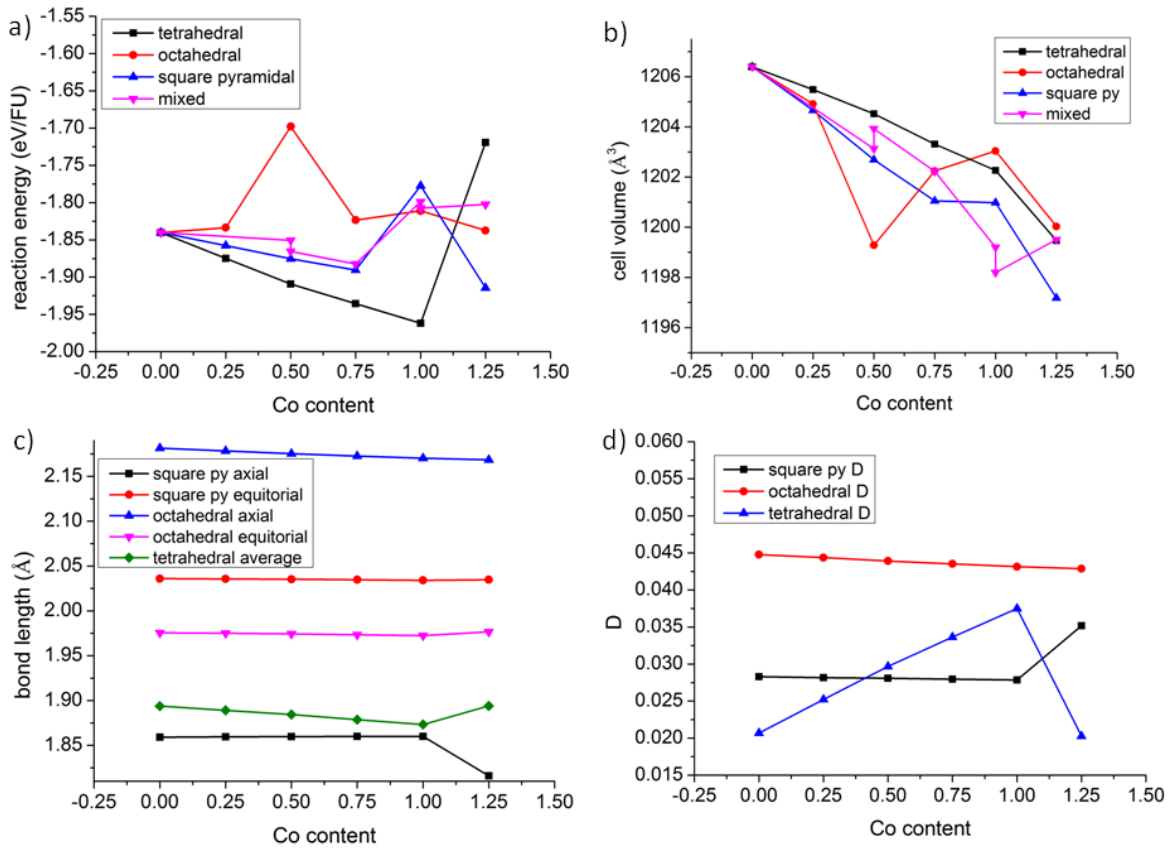 a)
-1.55
-1.60
-1.65
-1.70
-1.75
-1.80
-1.85
-1.90
-1.95
-2.00
reaction energy (eV/FU)
tetrahedral
octahedral
square pyramidal
mixed
-0.25 0.00 0.25 0.50 0.75 1.00 1.25 1.50
Co content
b)
1206
1204
1202
1200
1198
1196
cell volume (Å³)
tetrahedral
octahedral
square py
mixed
-0.25 0.00 0.25 0.50 0.75 1.00 1.25 1.50
Co content
c)
2.15
2.10
2.05
2.00
1.95
1.90
1.85
bond length (Å)
square py axial
square py equitorial
octahedral axial
octahedral equitorial
tetrahedral average
-0.25 0.00 0.25 0.50 0.75 1.00 1.25 1.50
Co content
d)
0.060
0.055
0.050
0.045
0.040
0.035
0.030
0.025
0.020
0.015
D
square py D
octahedral D
tetrahedral D
-0.25 0.00 0.25 0.50 0.75 1.00 1.25 1.50
Co content